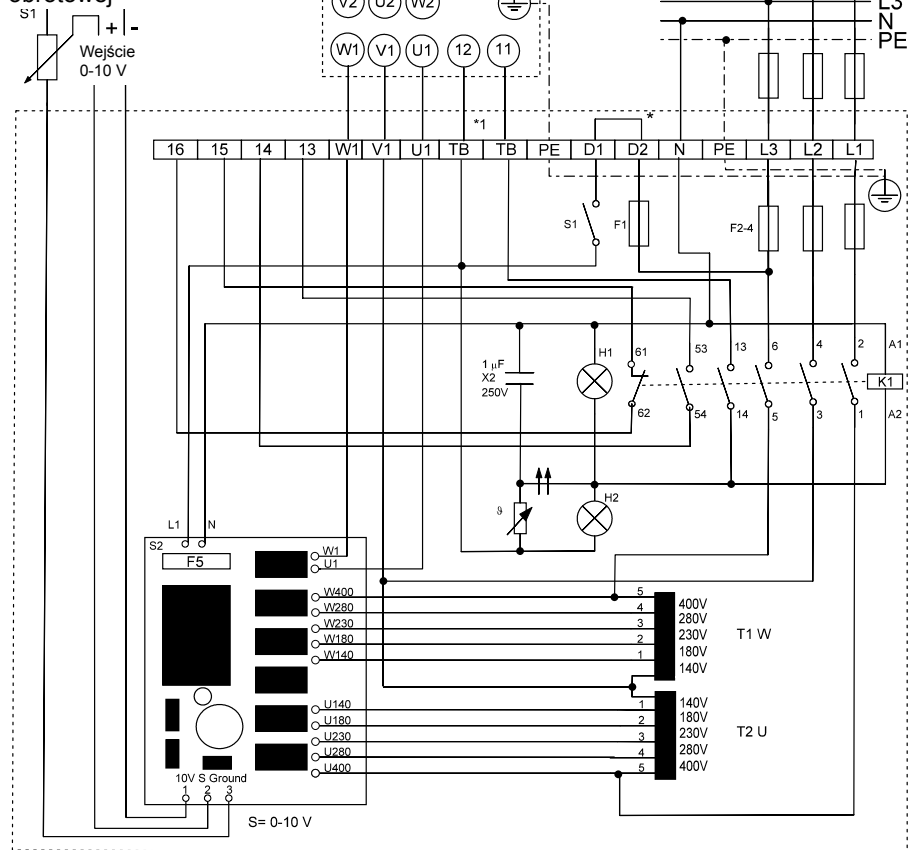 obrotowej
S1
+ -
Wejście
0-10 V
V2 U2 W2
W1 V1 U1 12 11
L3
N
PE
*1
*
16 15 14 13 W1 V1 U1 TB TB PE D1 D2 N PE L3 L2 L1
S1
F1
F2-4
61 53 13 6 4 2 A1
H1
1 µF
X2
250V
K1
62 54 14 5 3 1 A2
ϑ
H2
L1 N
S2
F5
W1
U1
W400 5 400V
W280 4 280V
W230 3 230V
W180 2 180V
W140 1 140V
T1 W
U140 1 140V
U180 2 180V
U230 3 230V
U280 4 280V
U400 5 400V
T2 U
10V S Ground
1 2 3
S= 0-10 V